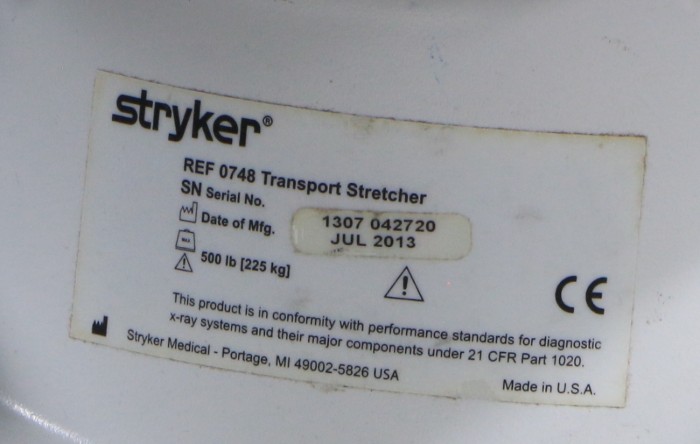 stryker®
REF 0748 Transport Stretcher
SN Serial No.
1307 042720
Date of Mfg.
JUL 2013
500 lb [225 kg]
CE
This product is in conformity with performance standards for diagnostic
x-ray systems and their major components under 21 CFR Part 1020.
Stryker Medical - Portage, MI 49002-5826 USA
Made in U.S.A.